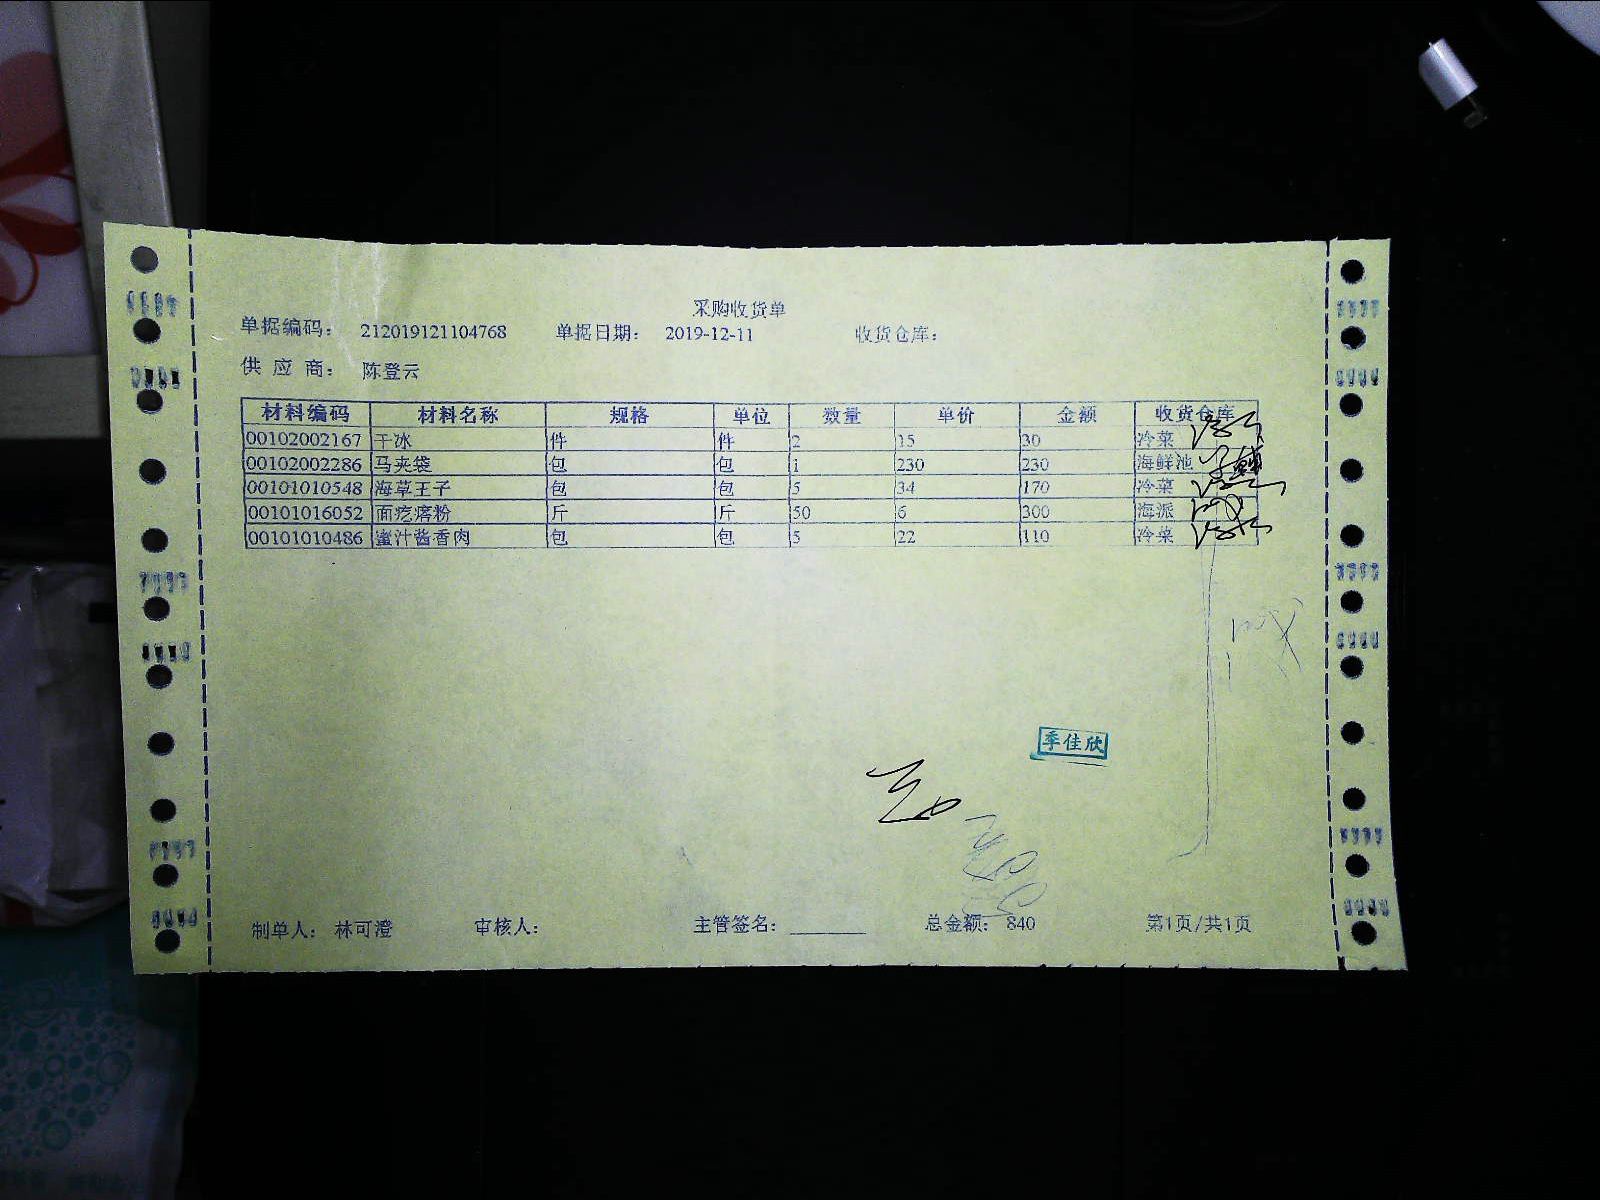 采购收货单
单据编码： 212019121104768 单据日期： 2019-12-11 收货仓库：
供 应 商： 陈登云
材料编码 材料名称 规格 单位 数量 单价 金额 收货仓库
00102002167 干冰 件 件 2 15 30 冷菜
00102002286 马夹袋 包 包 1 230 230 海鲜池
00101010548 海草王子 包 包 5 34 170 冷菜
00101016052 面疙瘩粉 斤 斤 50 6 300 海派
00101010486 蜜汁酱香肉 包 包 5 22 110 冷菜
季佳欣
制单人： 林可澄 审核人： 主管签名： 总金额： 840 第1页/共1页